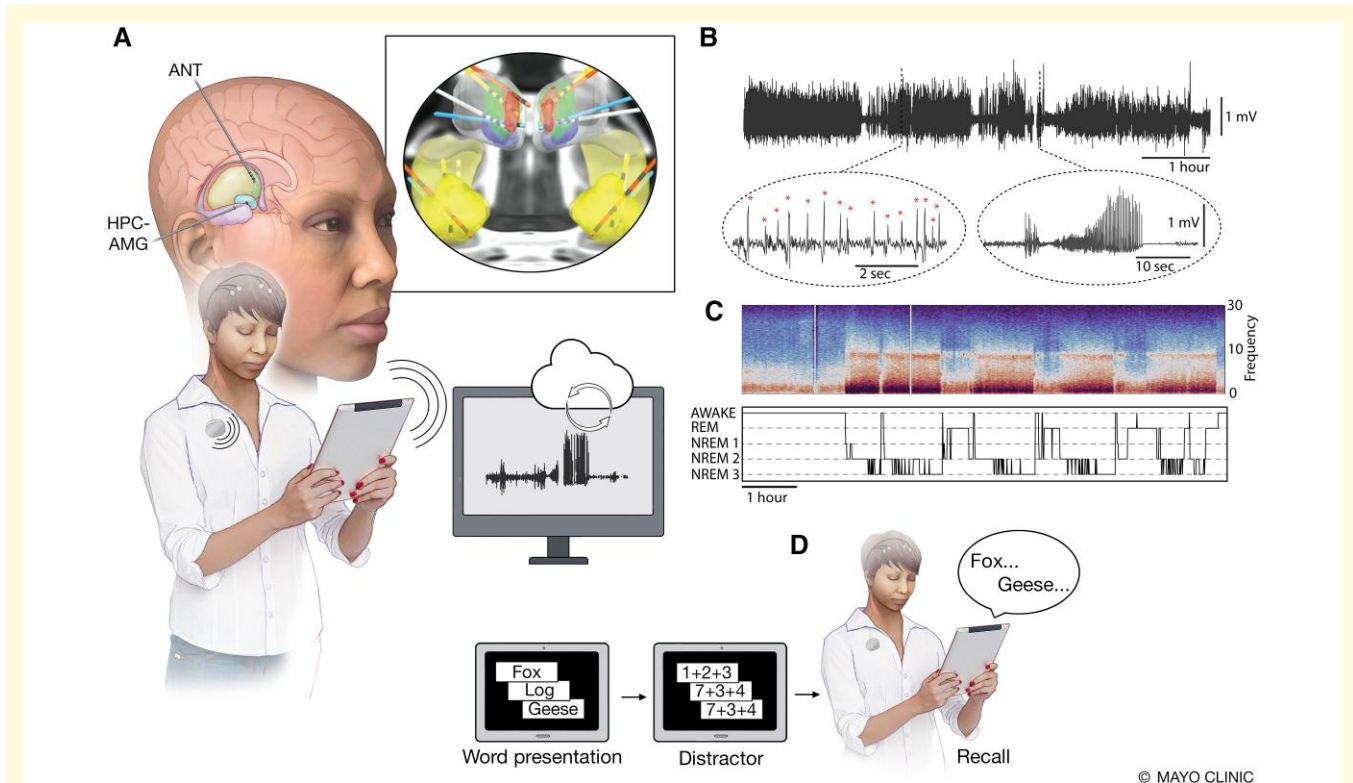 A
ANT
HPC-
AMG
B
1 mV
1 hour
* * * * * * * * * * * * * *
2 sec
1 mV
10 sec
C
30
10
0
Frequency
AWAKE
REM
NREM 1
NREM 2
NREM 3
1 hour
D
Fox...
Geese...
Fox
Log
Geese
1+2+3
7+3+4
7+3+4
Word presentation
Distractor
Recall
© MAYO CLINIC